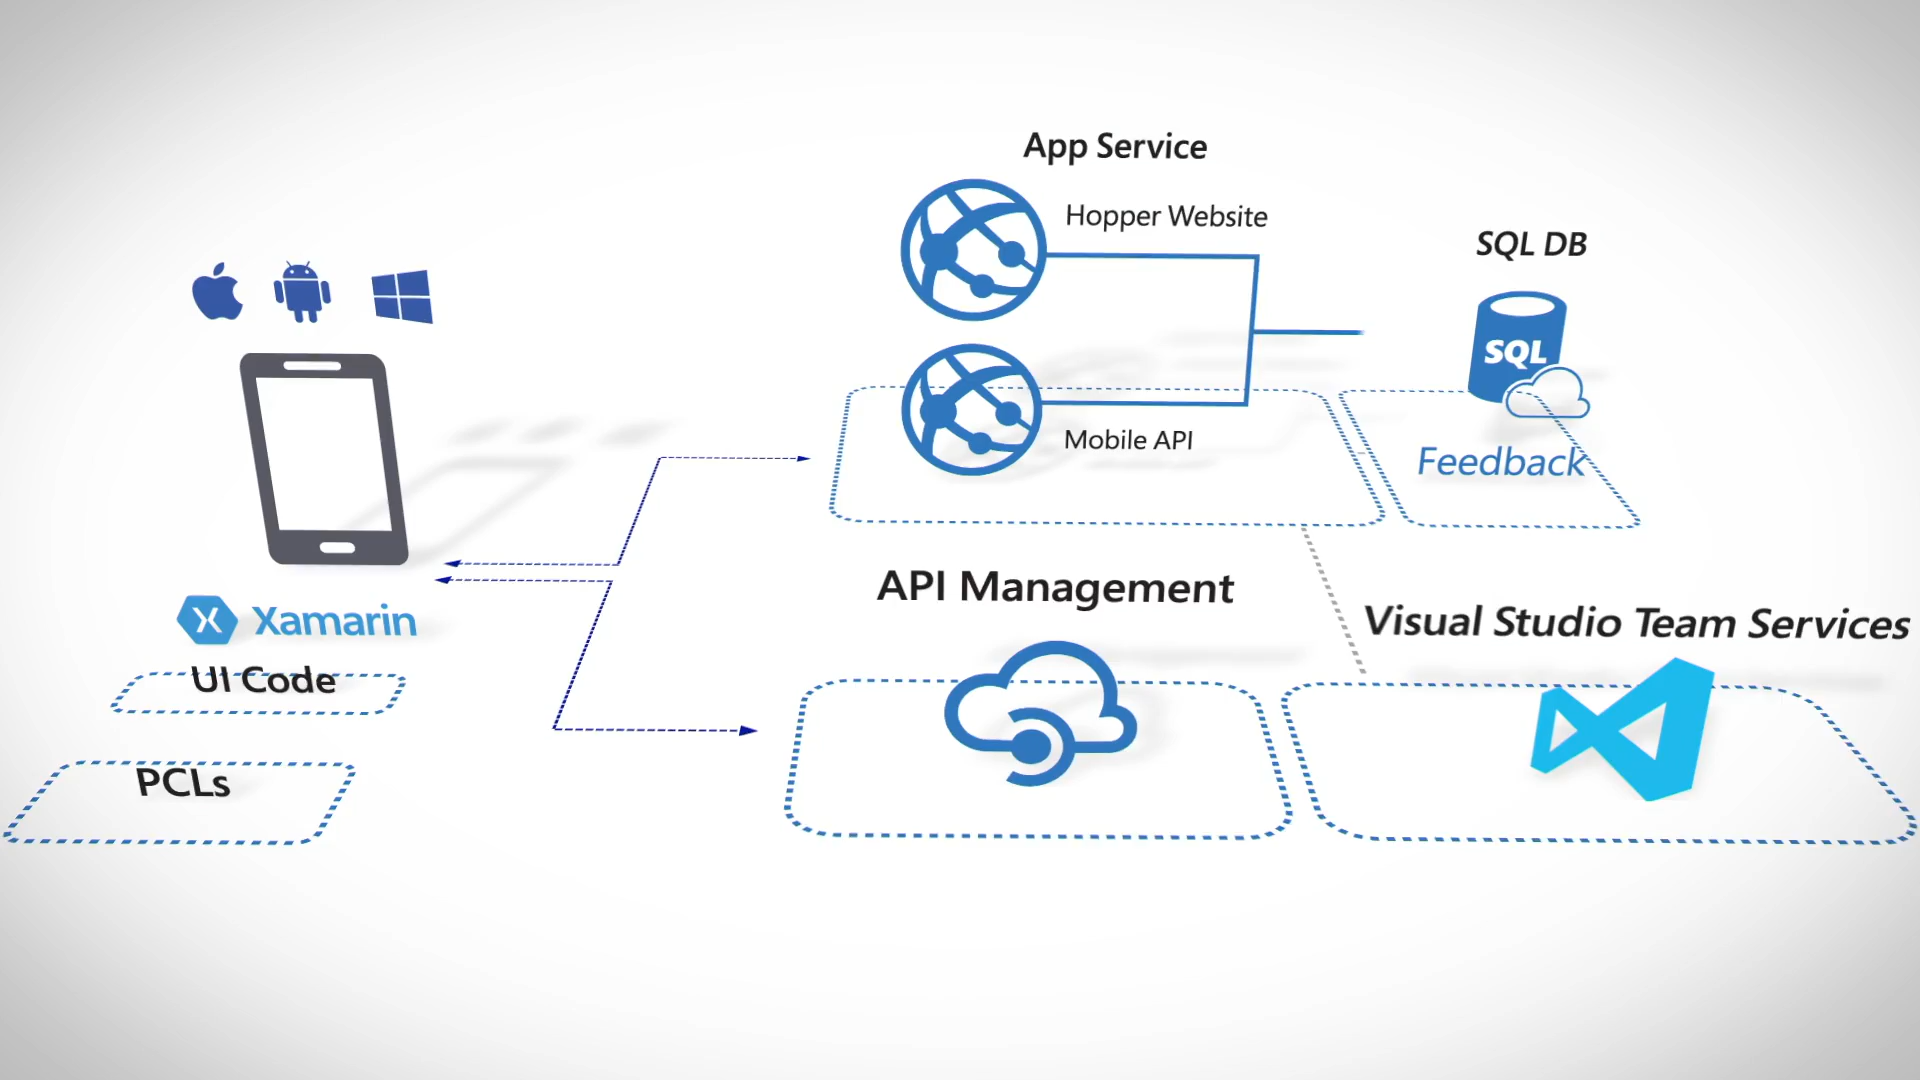 App Service
Hopper Website
SQL DB
SQL
Mobile API
Feedback
Xamarin
UI Code
PCLs
API Management
Visual Studio Team Services